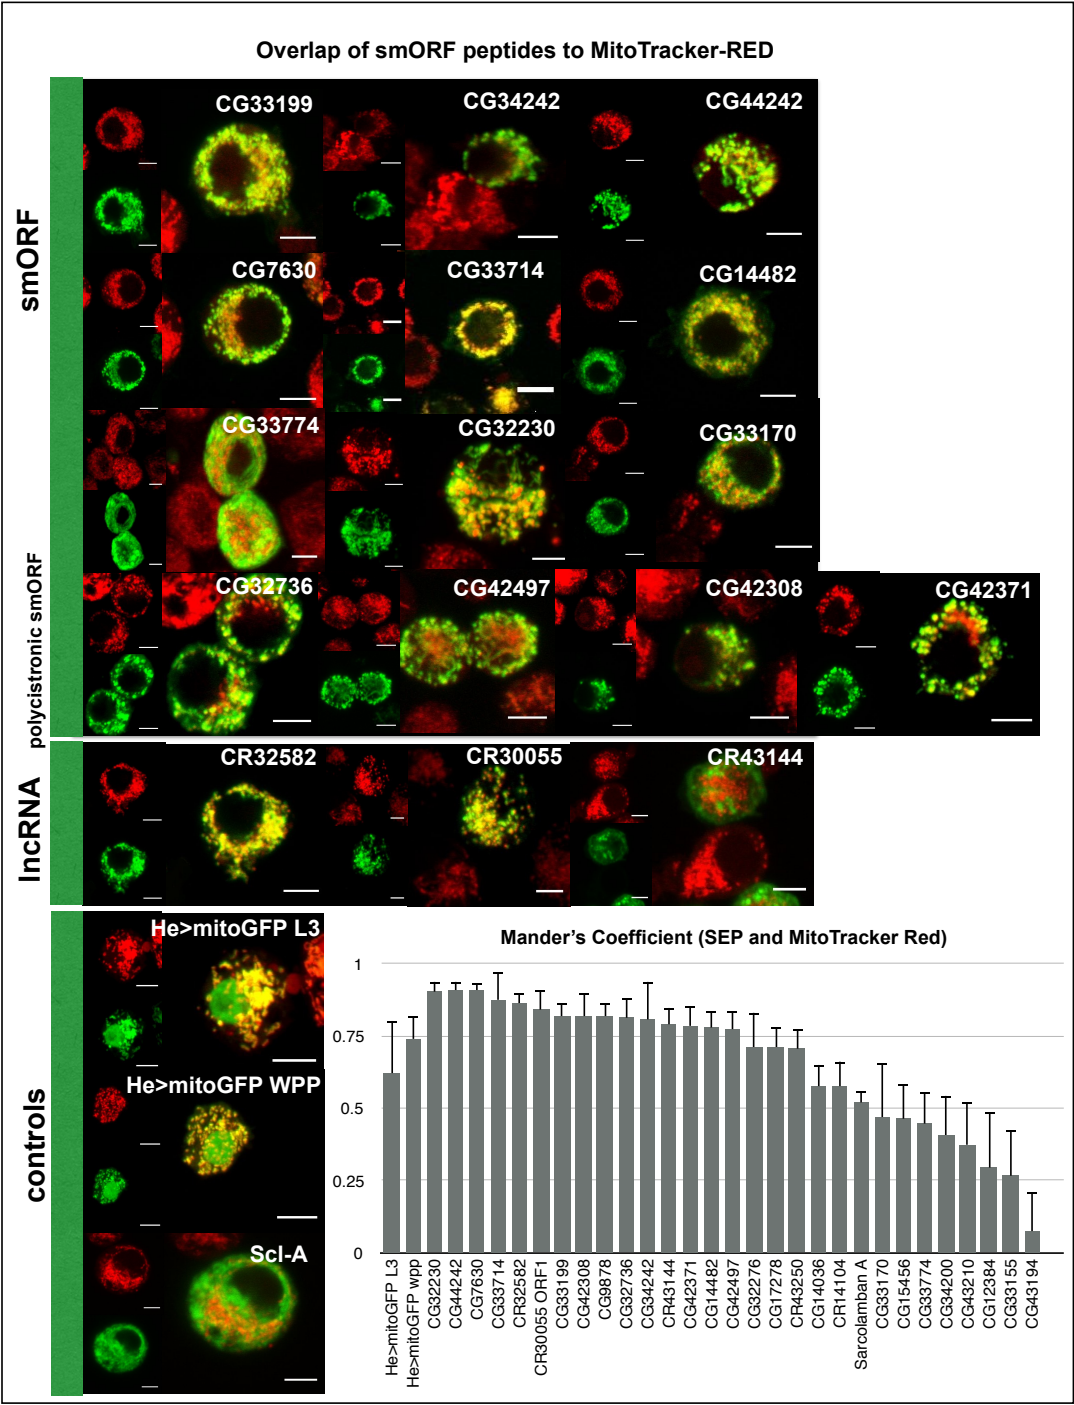 Overlap of smORF peptides to MitoTracker-RED
smORF
CG33199
CG34242
CG44242
CG7630
CG33714
CG14482
CG33774
CG32230
CG33170
polycistronic smORF
CG32736
CG42497
CG42308
CG42371
lncRNA
CR32582
CR30055
CR43144
controls
He>mitoGFP L3
He>mitoGFP WPP
Scl-A
Mander's Coefficient (SEP and MitoTracker Red)
1
0.75
0.5
0.25
0
He>mitoGFP L3
He>mitoGFP wpp
CG32230
CG44242
CG7630
CG33714
CR32582
CR30055 ORF1
CG33199
CG42308
CG9878
CG32736
CG34242
CR43144
CG42371
CG14482
CG42497
CG32276
CG17278
CR43250
CG14036
CR14104
Sarcolamban A
CG33170
CG15456
CG33774
CG34200
CG43210
CG12384
CG33155
CG43194